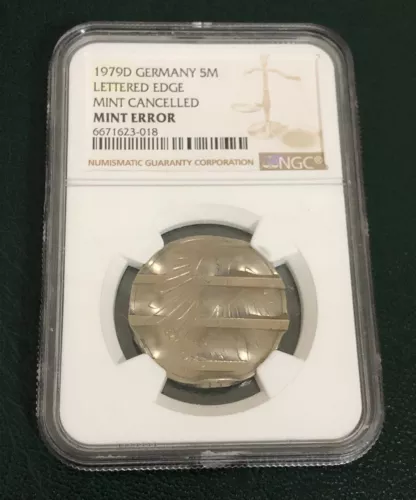 1979D GERMANY 5M
LETTERED EDGE
MINT CANCELLED
MINT ERROR
6671623-018
NUMISMATIC GUARANTY CORPORATION
NGC®